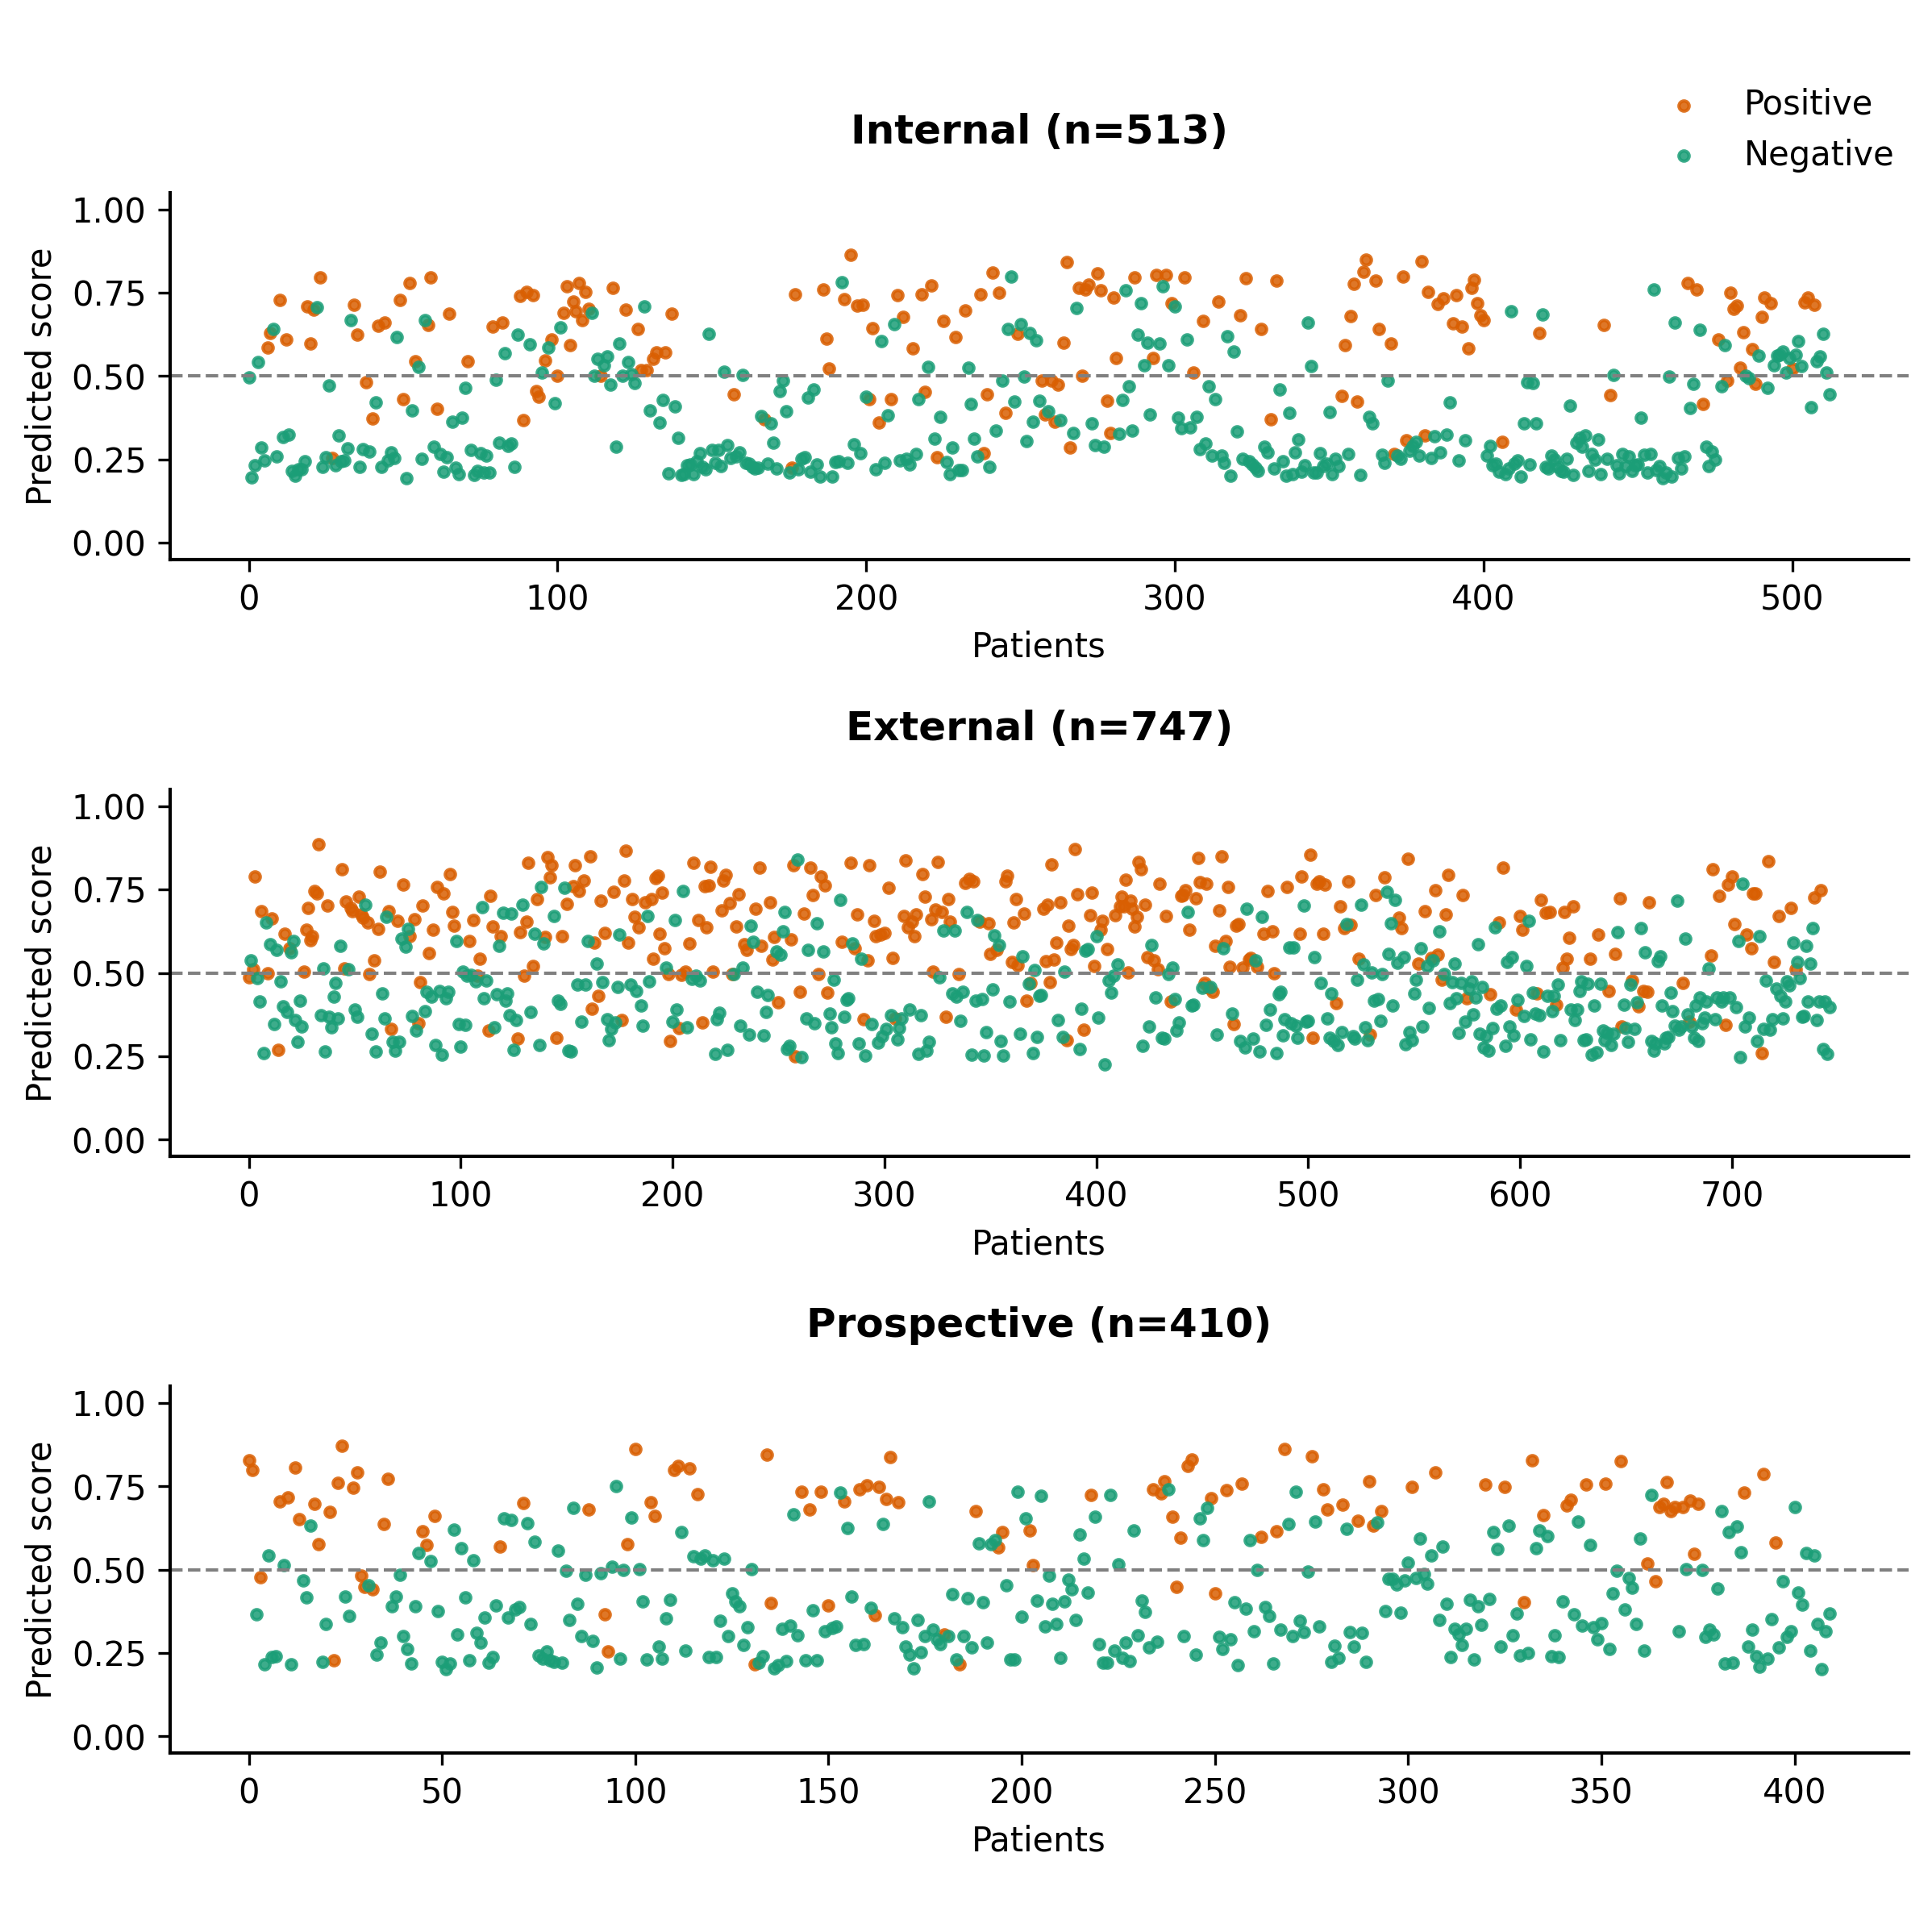 Positive
Internal (n=513)
Negative
1.00
0.75
0.50
0.25
0.00
Predicted score
0 100 200 300 400 500
Patients
External (n=747)
1.00
0.75
0.50
0.25
0.00
Predicted score
0 100 200 300 400 500 600 700
Patients
Prospective (n=410)
1.00
0.75
0.50
0.25
0.00
Predicted score
0 50 100 150 200 250 300 350 400
Patients